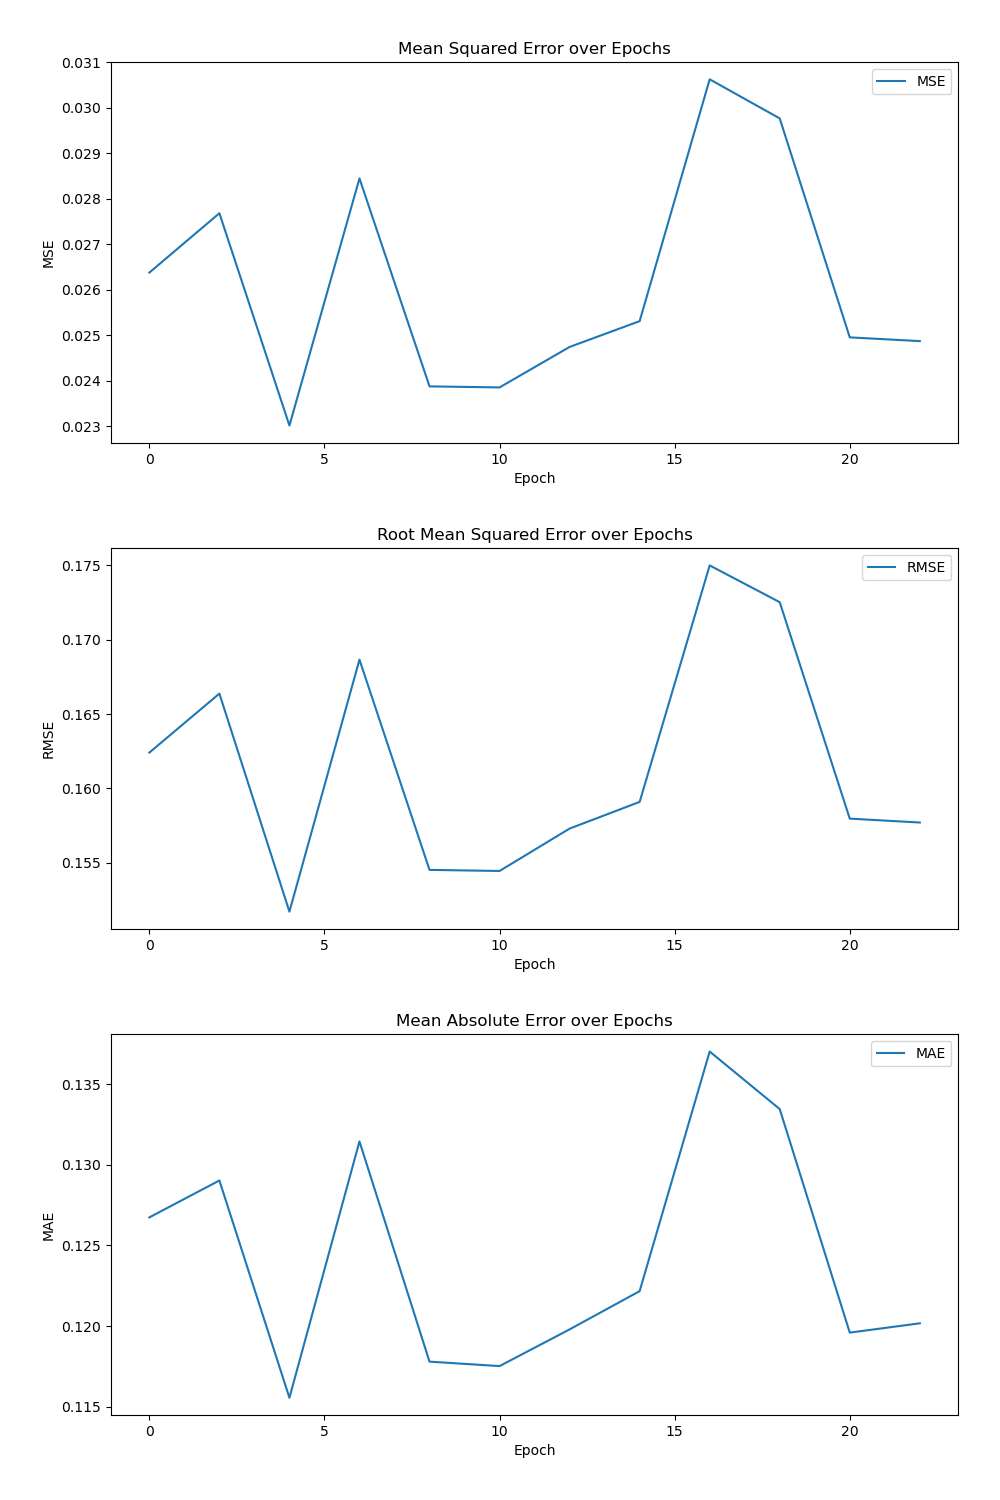 Mean Squared Error over Epochs
0.031
0.030
0.029
0.028
0.027
0.026
0.025
0.024
0.023
MSE
MSE
0 5 10 15 20
Epoch
Root Mean Squared Error over Epochs
0.175
0.170
0.165
0.160
0.155
RMSE
RMSE
0 5 10 15 20
Epoch
Mean Absolute Error over Epochs
0.135
0.130
0.125
0.120
0.115
MAE
MAE
0 5 10 15 20
Epoch